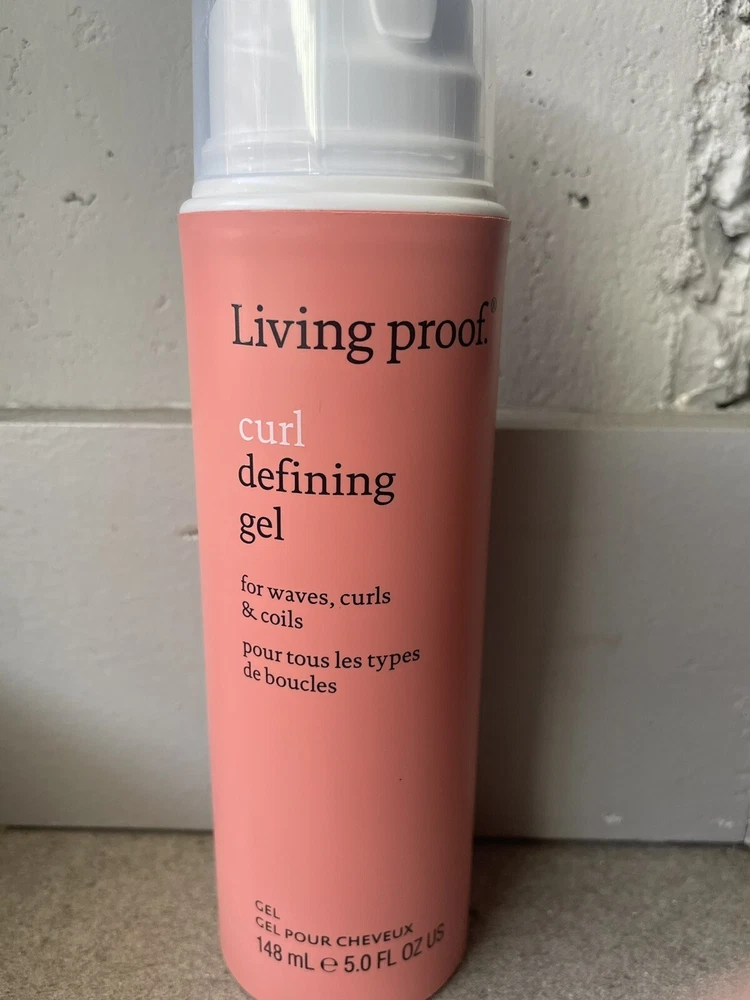 Living proof.®
curl
defining
gel
for waves, curls
& coils
pour tous les types
de boucles
GEL
GEL POUR CHEVEUX
148 mL ℮ 5.0 FL OZ US